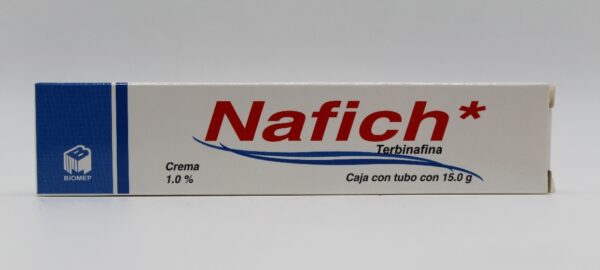 Nafich*
Terbinafina
Crema
1.0 %
Caja con tubo con 15.0 g
BIOMEP